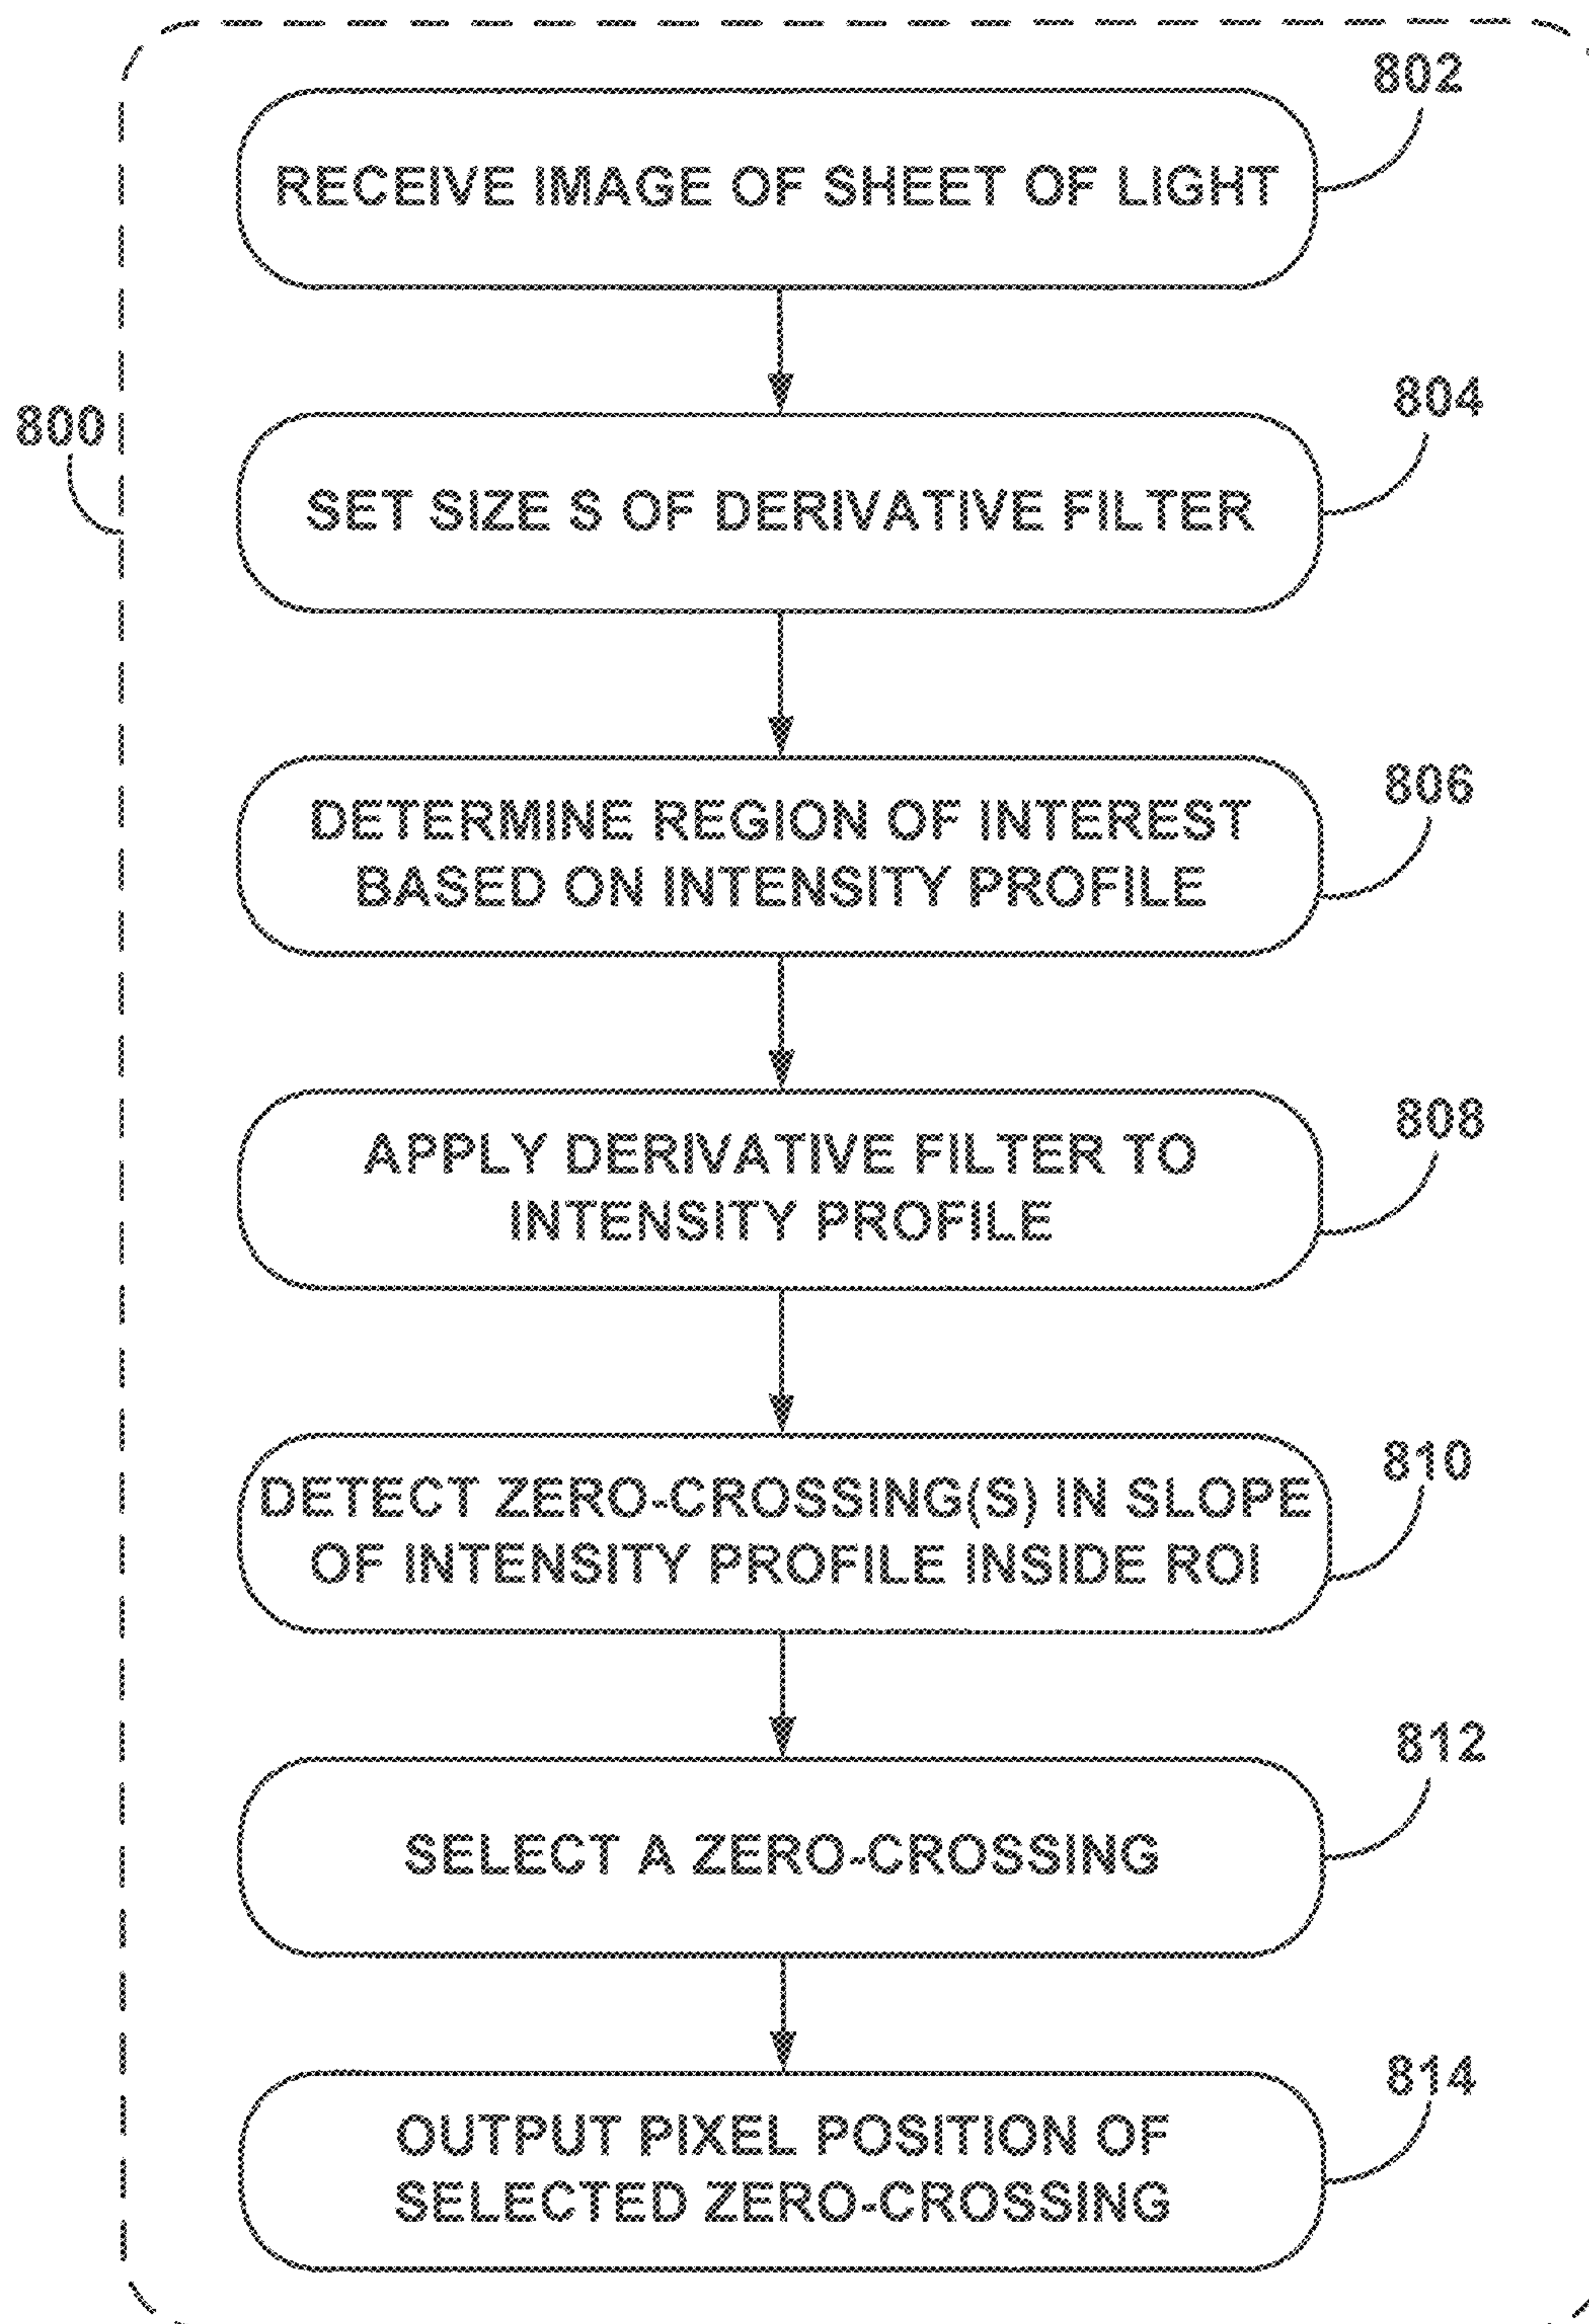 802
RECEIVE IMAGE OF SHEET OF LIGHT
804
800
SET SIZE S OF DERIVATIVE FILTER
806
DETERMINE REGION OF INTEREST
BASED ON INTENSITY PROFILE
808
APPLY DERIVATIVE FILTER TO
INTENSITY PROFILE
810
DETECT ZERO-CROSSING(S) IN SLOPE
OF INTENSITY PROFILE INSIDE ROI
812
SELECT A ZERO-CROSSING
814
OUTPUT PIXEL POSITION OF
SELECTED ZERO-CROSSING